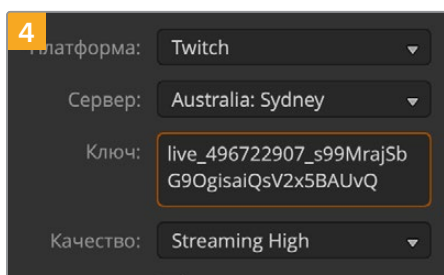 4
Платформа: Twitch
Сервер: Australia: Sydney
Ключ: live_496722907_s99MrajSb
G9OgisaiQsV2x5BAUvQ
Качество: Streaming High